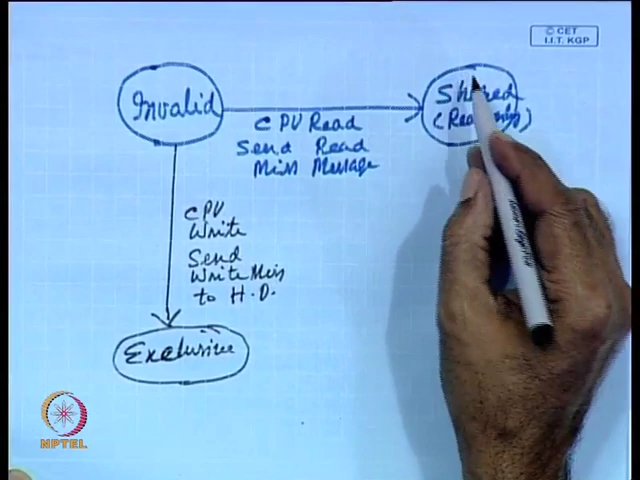 © CET
I.I.T. KGP
Invalid
Shared
(Read only)
CPU Read
Send Read
Miss Message
CPU
Write
Send
Write Miss
to H.D.
Exclusive
NPTEL